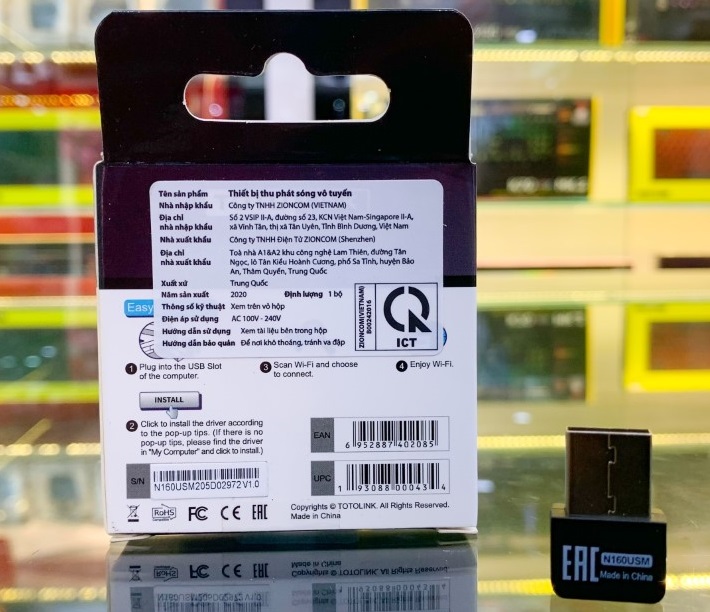 Tên sản phẩm Thiết bị thu phát sóng vô tuyến
Nhà nhập khẩu Công ty TNHH ZIONCOM (VIETNAM)
Địa chỉ Số 2 VSIP II-A, đường số 23, KCN Việt Nam-Singapore II-A,
nhà nhập khẩu xã Vĩnh Tân, thị xã Tân Uyên, Tỉnh Bình Dương, Việt Nam
Nhà xuất khẩu Công ty TNHH Điện Tử ZIONCOM (Shenzhen)
Địa chỉ Toà nhà A1&A2 khu công nghệ Lam Thiên, đường Tân
nhà xuất khẩu Ngọc, lô Tân Kiều Hoành Cương, phố Sa Tỉnh, huyện Bảo
An, Thâm Quyến, Trung Quốc
Xuất xứ Trung Quốc
Năm sản xuất 2020 Định lượng 1 bộ
Thông số kỹ thuật Xem trên vỏ hộp
Điện áp sử dụng AC 100V - 240V
Hướng dẫn sử dụng Xem tài liệu bên trong hộp
Hướng dẫn bảo quản Để nơi khô thoáng, tránh va đập
ZIONCOM(VIETNAM)
B00242016
ICT
Easy
1 Plug into the USB Slot
of the computer.
3 Scan Wi-Fi and choose
to connect.
4 Enjoy Wi-Fi.
INSTALL
2 Click to install the driver according
to the pop-up tips. (If there is no
pop-up tips, please find the driver
in "My Computer" and click to install.)
EAN
6 952887 402085
S/N
N160USM205D02972 V1.0
UPC
1 93088 00043 4
RoHS FC CE EAC
Copyrights © TOTOLINK. All Rights Reserved.
Made in China
EAC N160USM
Made in China